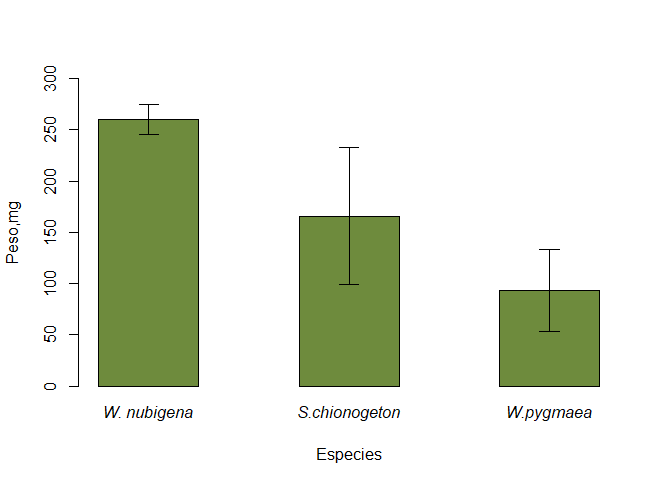 300
250
200
150
100
50
0
Peso,mg
W. nubigena
S.chionogeton
W.pygmaea
Especies